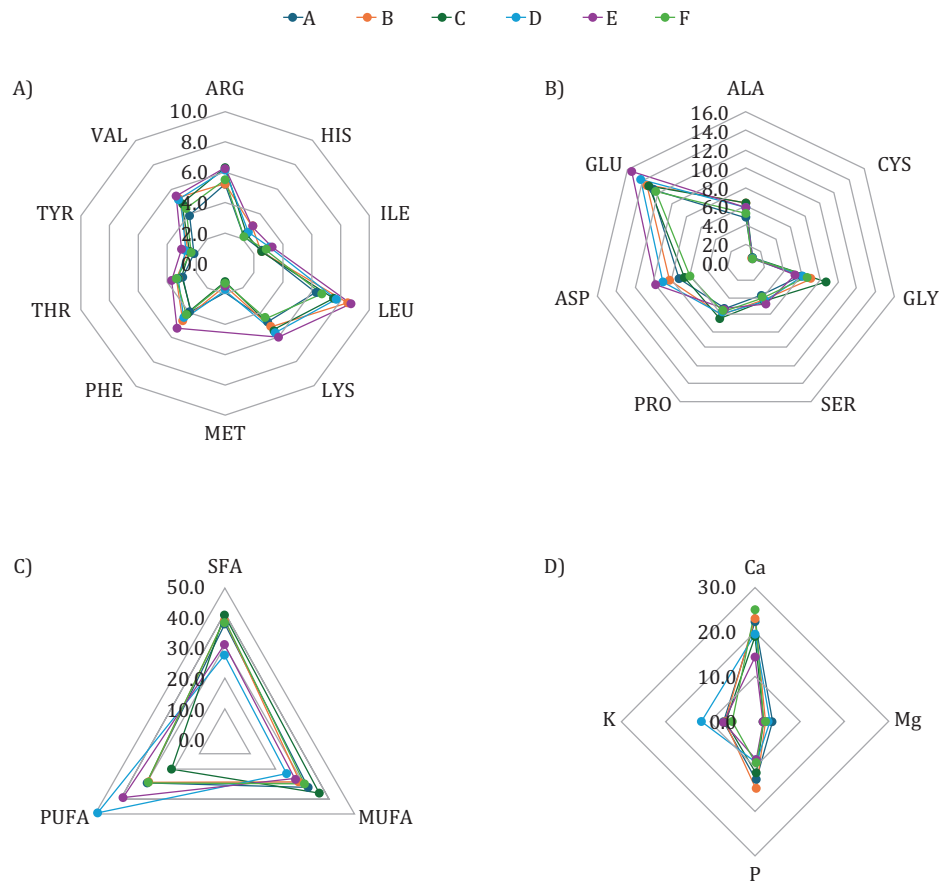 A B C D E F
A)
ARG
10.0
8.0
6.0
4.0
2.0
0.0
HIS
ILE
LEU
LYS
MET
PHE
THR
TYR
VAL
B)
ALA
16.0
14.0
12.0
10.0
8.0
6.0
4.0
2.0
0.0
CYS
GLY
SER
PRO
ASP
GLU
C)
SFA
50.0
40.0
30.0
20.0
10.0
0.0
MUFA
PUFA
D)
Ca
30.0
20.0
10.0
0.0
Mg
P
K